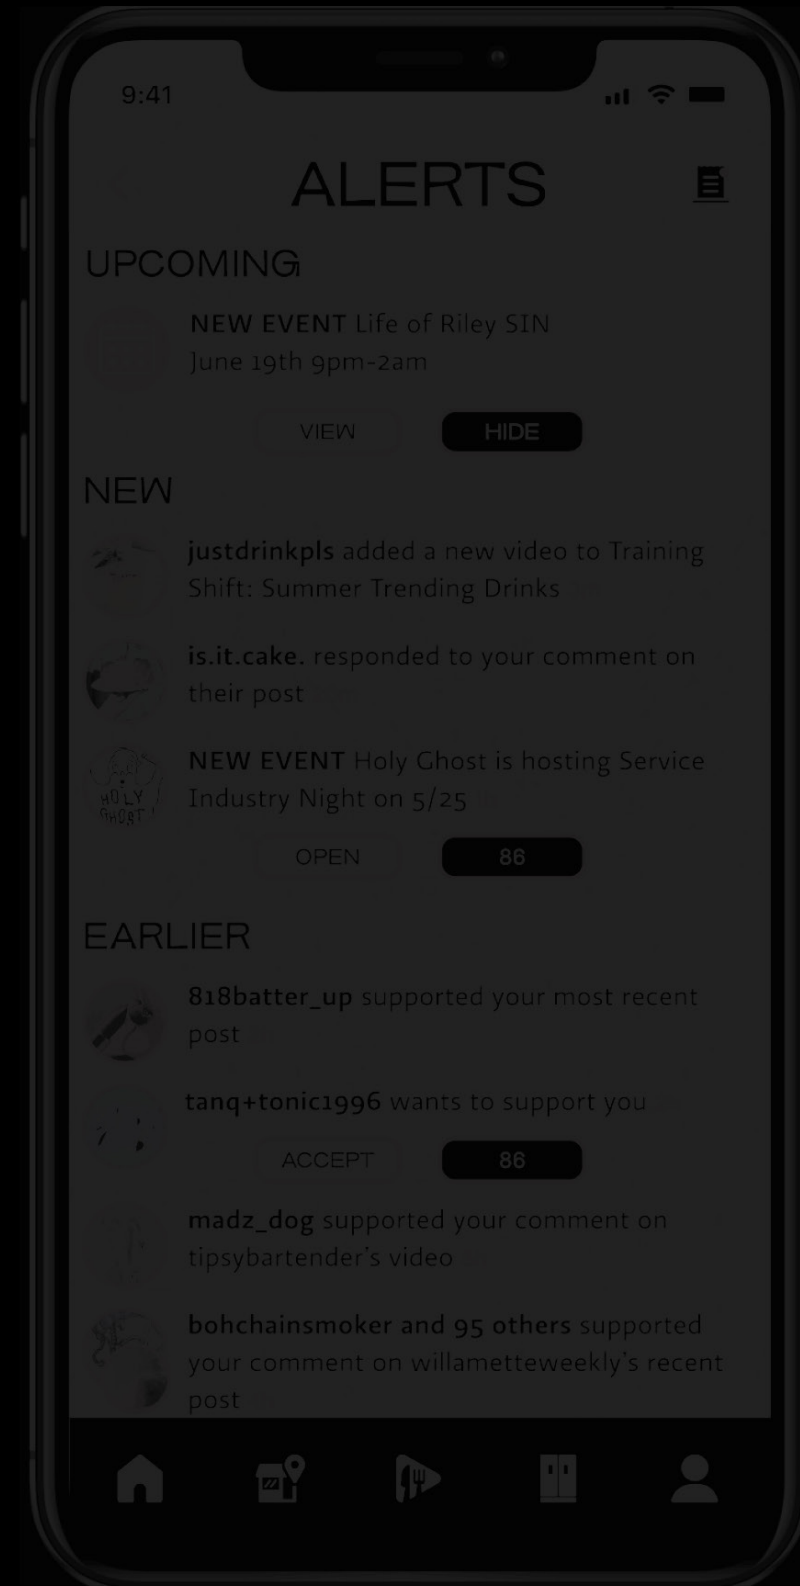 9:41
ALERTS
UPCOMING
NEW EVENT Life of Riley SIN
June 19th 9pm-2am
VIEW HIDE
NEW
justdrinkpls added a new video to Training
Shift: Summer Trending Drinks
is.it.cake. responded to your comment on
their post
HOLY
GHOST!
NEW EVENT Holy Ghost is hosting Service
Industry Night on 5/25
OPEN 86
EARLIER
818batter_up supported your most recent
post
tanq+tonic1996 wants to support you
ACCEPT 86
madz_dog supported your comment on
tipsybartender's video
bohchainsmoker and 95 others supported
your comment on willametteweekly's recent
post